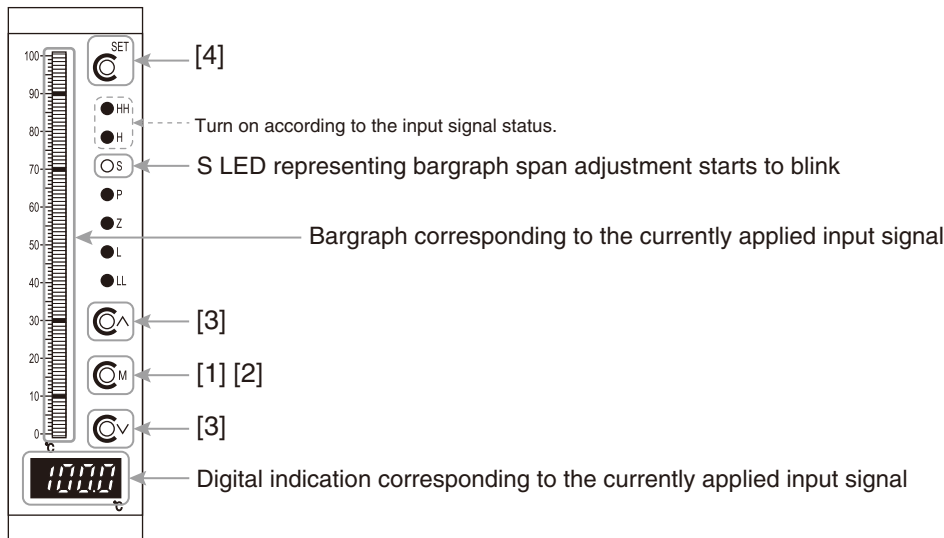 SET
[4]
100
90
HH
Turn on according to the input signal status.
80
H
S
S LED representing bargraph span adjustment starts to blink
70
P
60
Z
Bargraph corresponding to the currently applied input signal
50
L
40
LL
30
[3]
20
M
[1] [2]
10
[3]
0
℃
100.0
Digital indication corresponding to the currently applied input signal
℃